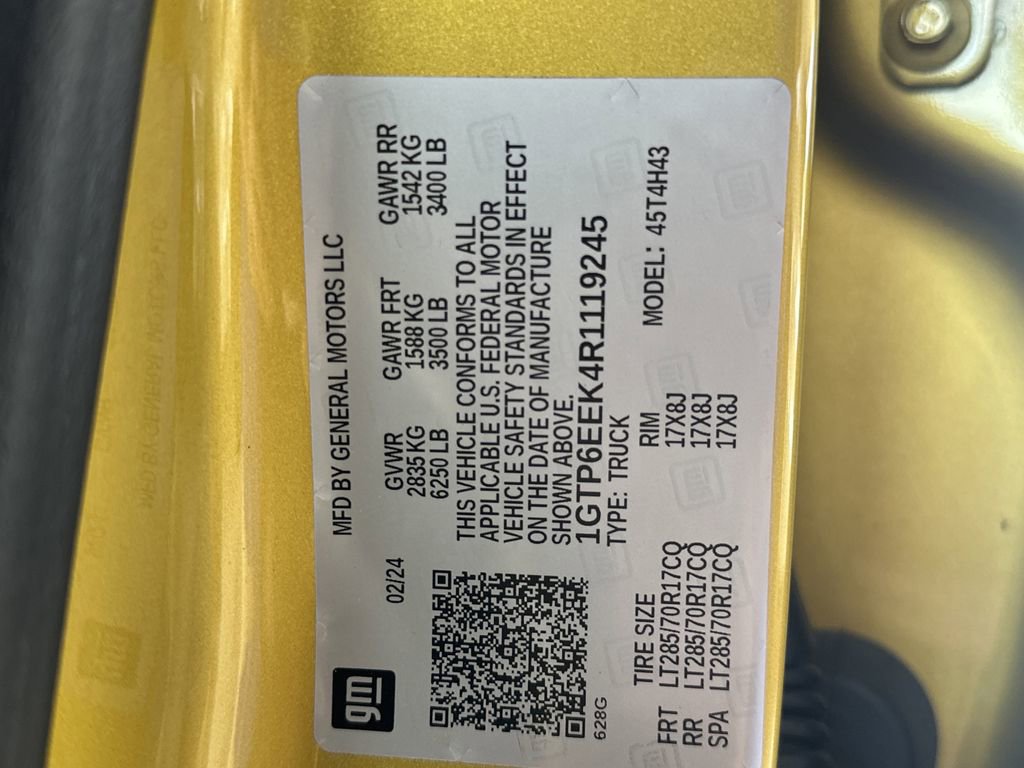 gm
MFD BY GENERAL MOTORS LLC
02/24
GVWR GAWR FRT GAWR RR
2835 KG 1588 KG 1542 KG
6250 LB 3500 LB 3400 LB
THIS VEHICLE CONFORMS TO ALL
APPLICABLE U.S. FEDERAL MOTOR
VEHICLE SAFETY STANDARDS IN EFFECT
ON THE DATE OF MANUFACTURE
SHOWN ABOVE.
1GTP6EEK4R1119245
628G
TYPE: TRUCK
TIRE SIZE RIM MODEL: 45T4H43
FRT LT285/70R17CQ 17X8J
RR LT285/70R17CQ 17X8J
SPA LT285/70R17CQ 17X8J